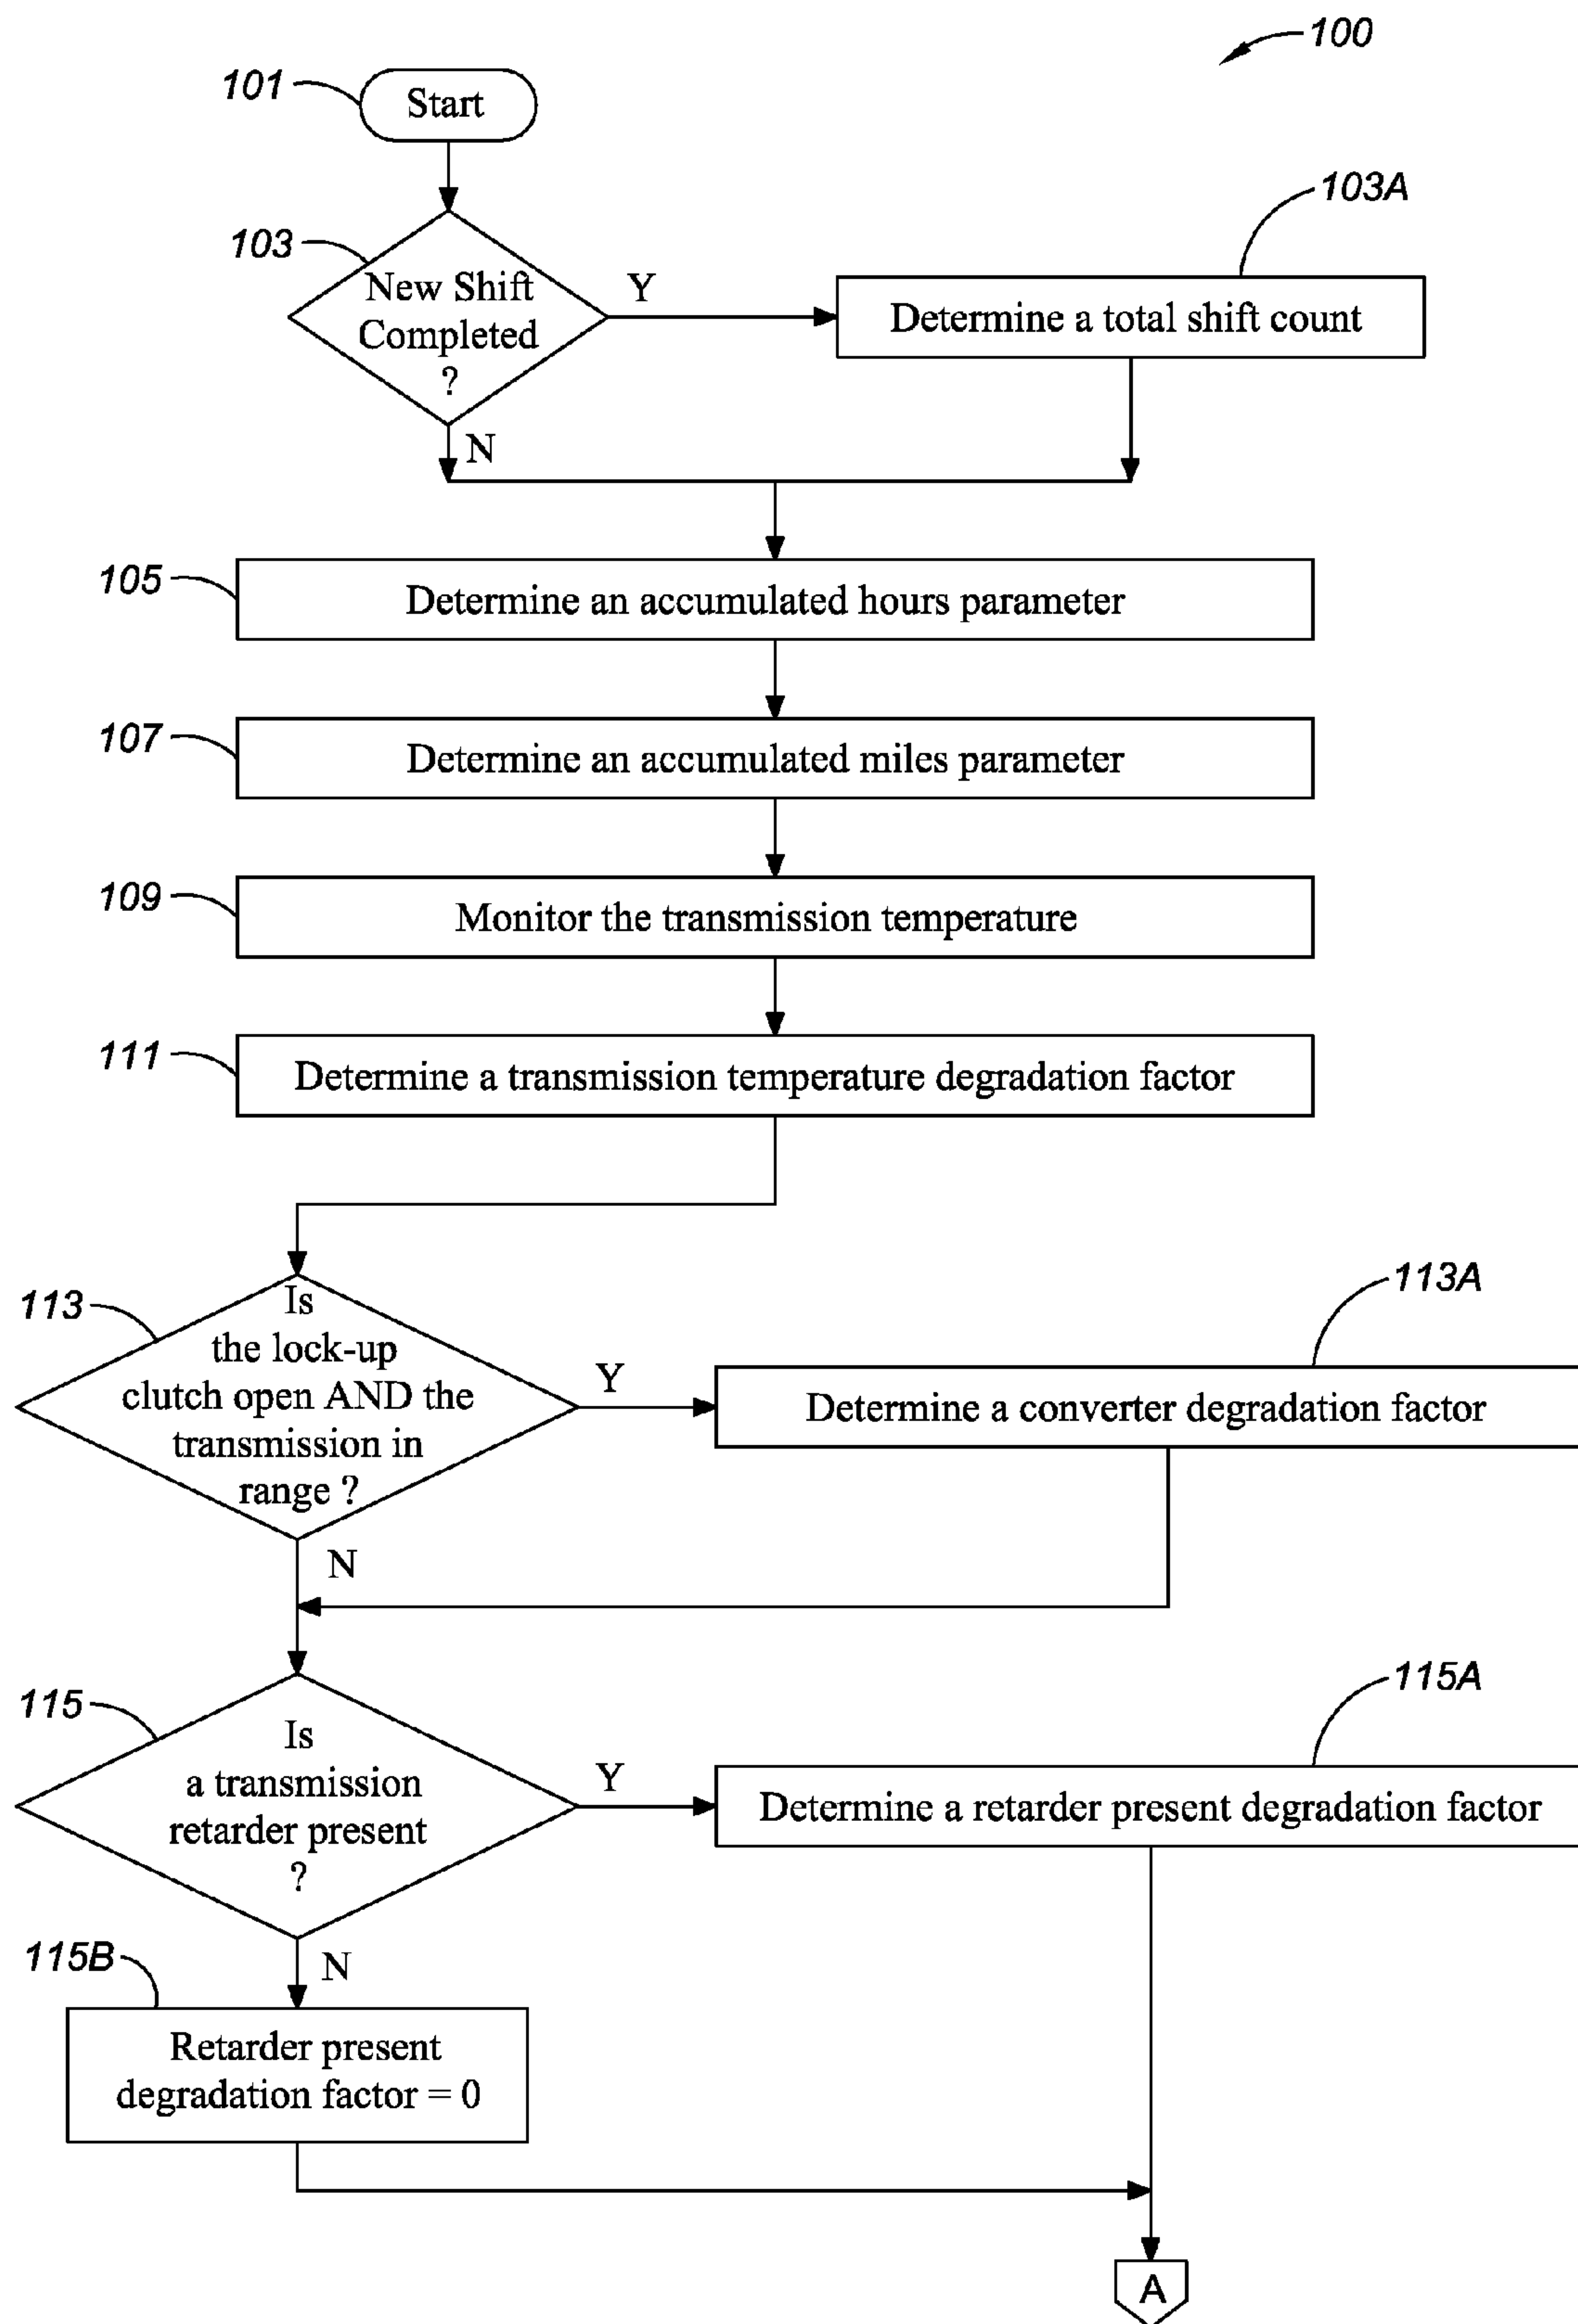 100
101
Start
103A
103
New Shift
Completed
?
Y
Determine a total shift count
N
105
Determine an accumulated hours parameter
107
Determine an accumulated miles parameter
109
Monitor the transmission temperature
111
Determine a transmission temperature degradation factor
113
Is
the lock-up
clutch open AND the
transmission in
range ?
Y
113A
Determine a converter degradation factor
N
115
Is
a transmission
retarder present
?
Y
115A
Determine a retarder present degradation factor
N
115B
Retarder present
degradation factor = 0
A